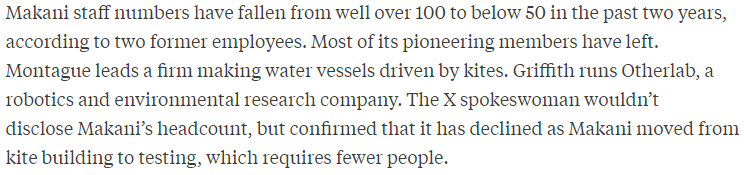 Makani staff numbers have fallen from well over 100 to below 50 in the past two years,
according to two former employees. Most of its pioneering members have left.
Montague leads a firm making water vessels driven by kites. Griffith runs Otherlab, a
robotics and environmental research company. The X spokeswoman wouldn’t
disclose Makani’s headcount, but confirmed that it has declined as Makani moved from
kite building to testing, which requires fewer people.